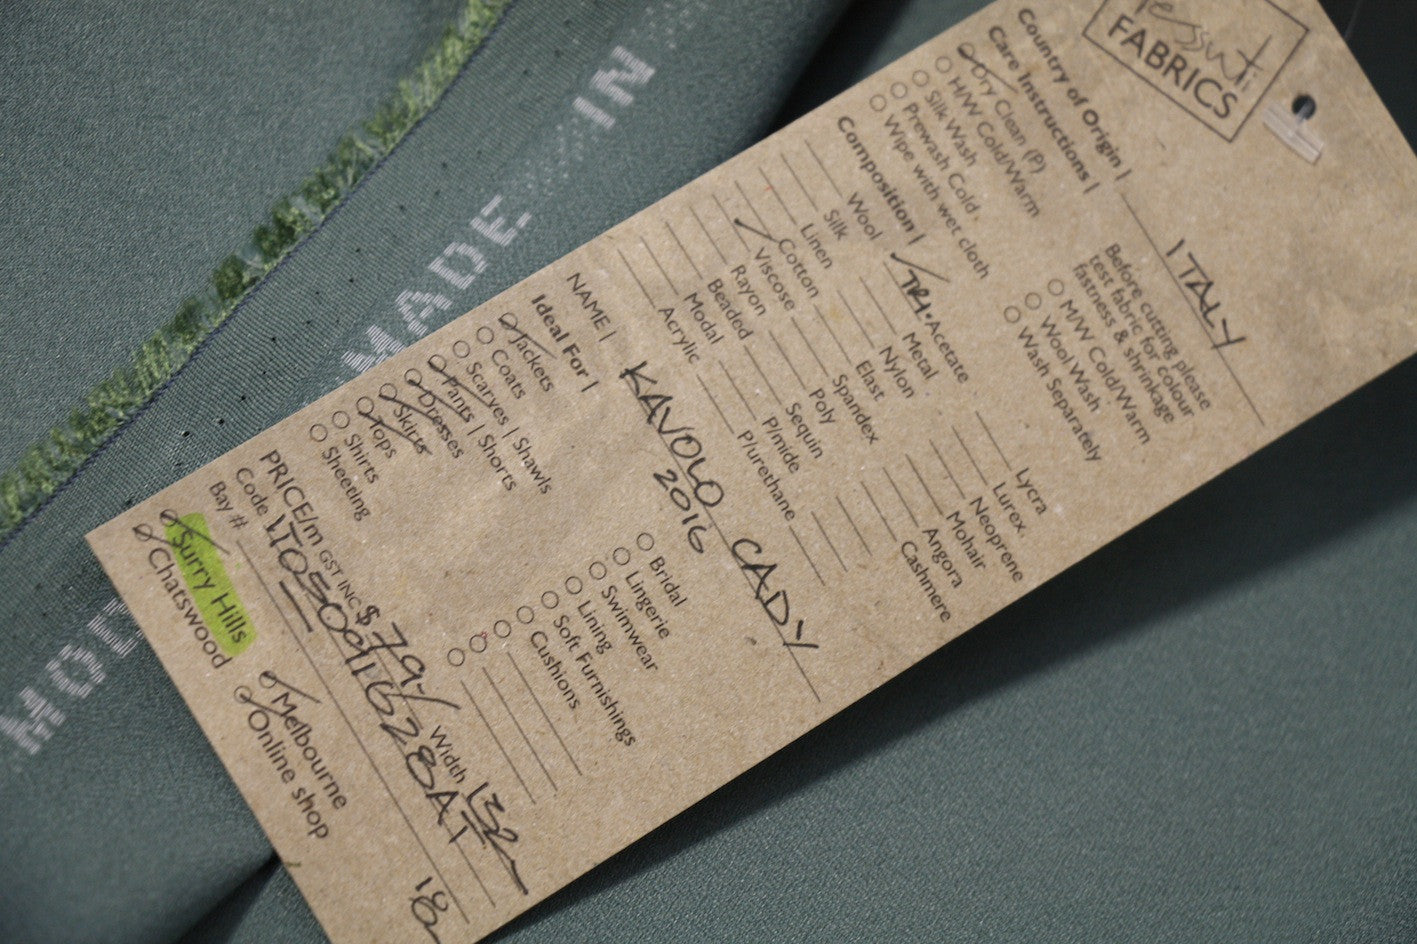 Tessuti
FABRICS
Country of Origin | ITALY
Care Instructions |
Dry Clean (P)
H/W Cold/Warm
Silk Wash
Prewash Cold
Wipe with wet cloth
Before cutting please
test fabric for colour
fastness & shrinkage
M/W Cold/Warm
Wool Wash
Wash Separately
Composition |
Wool
Silk
Linen
Cotton
Viscose
Rayon
Beaded
Modal
Acrylic
TRI. Acetate
Metal
Nylon
Elast
Spandex
Poly
Sequin
P/mide
P/urethane
Lycra
Lurex
Neoprene
Mohair
Angora
Cashmere
NAME | KAVOLO CADY
2016
Ideal For |
Jackets
Coats
Scarves | Shawls
Pants | Shorts
Dresses
Skirts
Tops
Shirts
Sheeting
Bridal
Lingerie
Swimwear
Lining
Soft Furnishings
Cushions
PRICE/m GST INC $79-/ Width 132
Code
Bay #
Surry Hills
Chatswood
Melbourne
Online shop
MADE IN